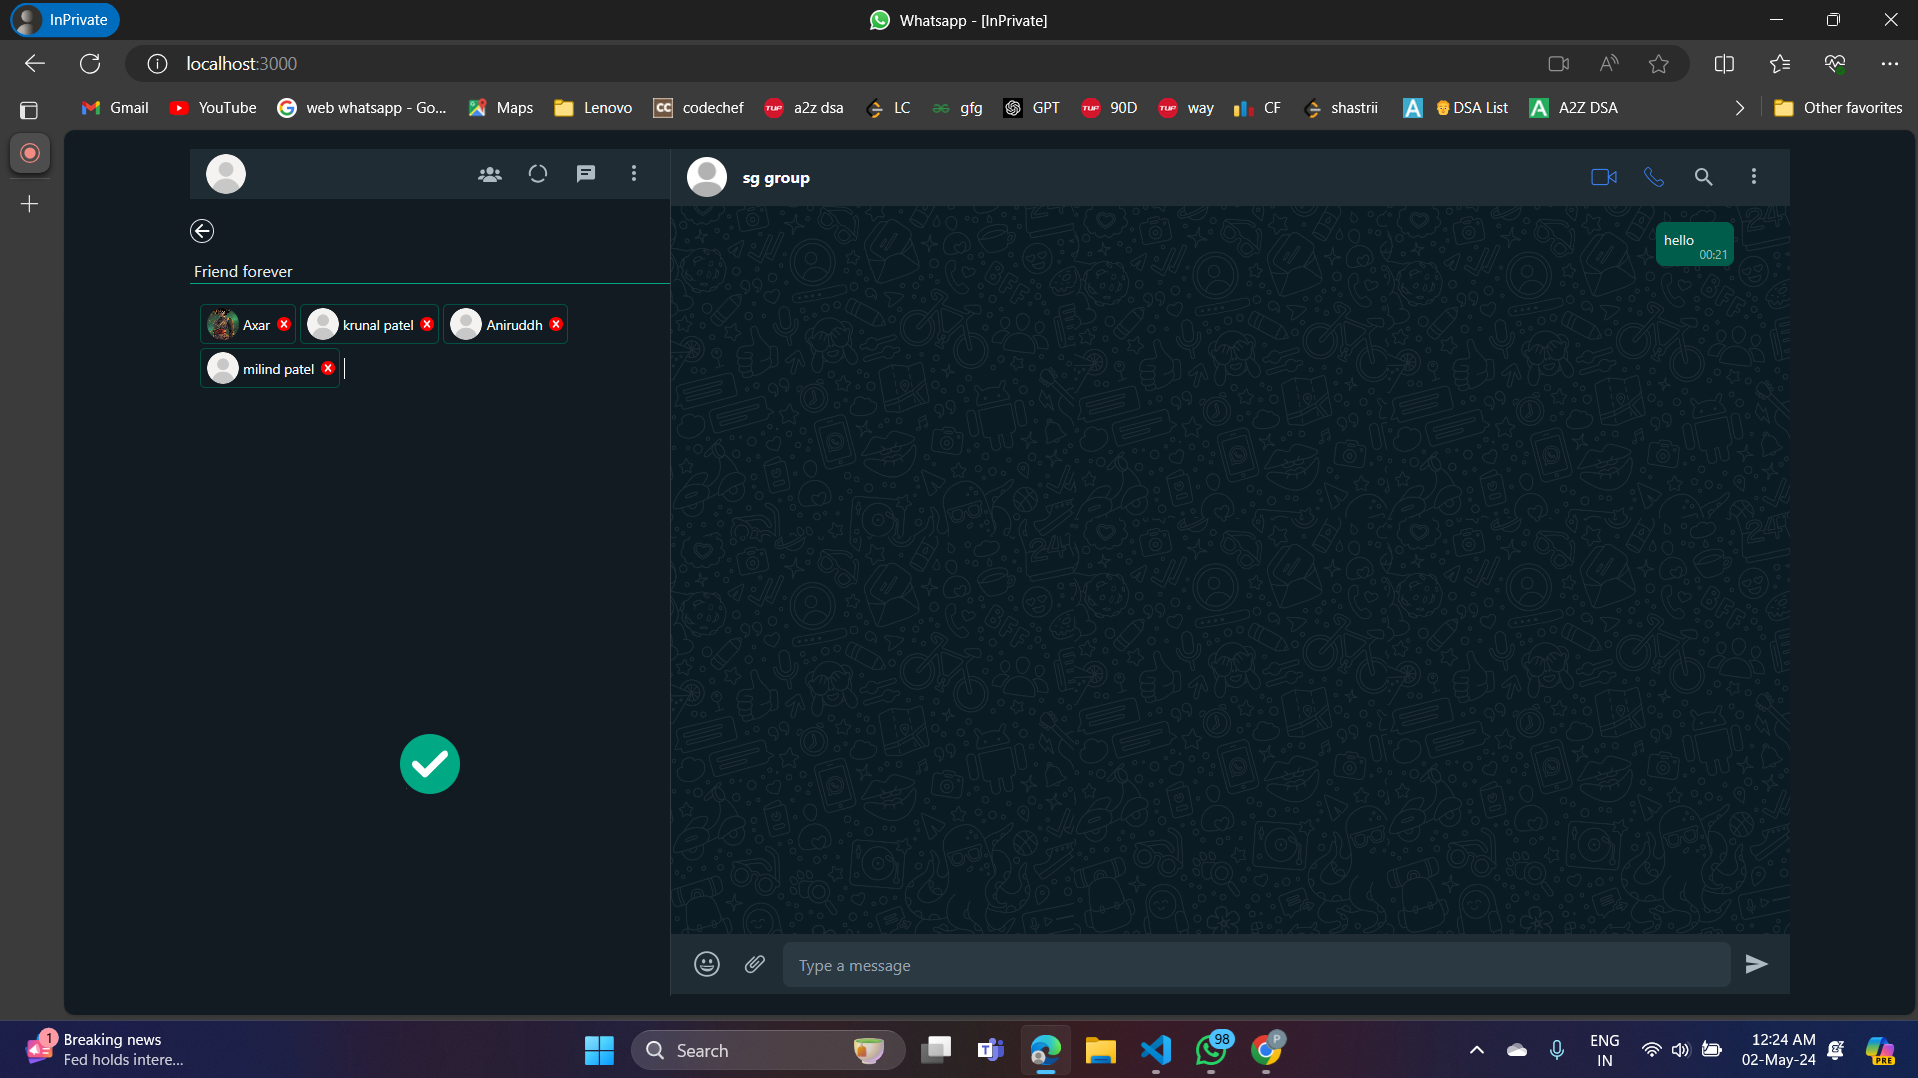 InPrivate
Whatsapp - [InPrivate]
localhost:3000
Gmail YouTube web whatsapp - Go... Maps Lenovo codechef a2z dsa LC gfg GPT 90D way CF shastrii DSA List A2Z DSA Other favorites
sg group
hello
00:21
Friend forever
Axar krunal patel Aniruddh
milind patel
Type a message
1 Breaking news
Fed holds intere...
Search
98
P
ENG
IN
12:24 AM
02-May-24
PRE